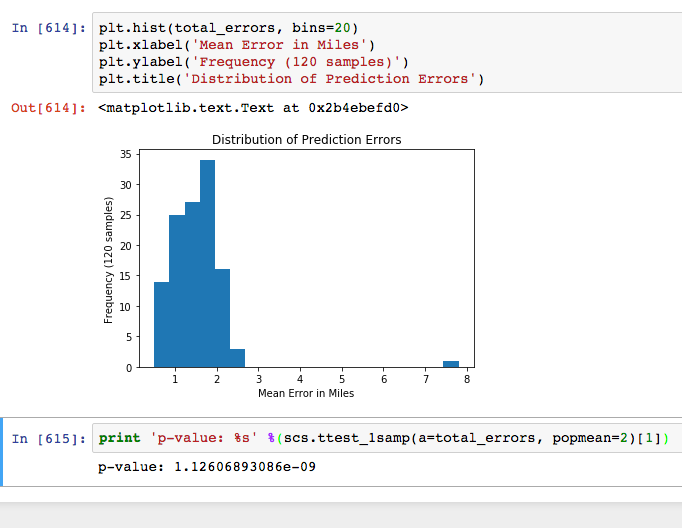 In [614]: plt.hist(total_errors, bins=20)
plt.xlabel('Mean Error in Miles')
plt.ylabel('Frequency (120 samples)')
plt.title('Distribution of Prediction Errors')
Out[614]: <matplotlib.text.Text at 0x2b4ebefd0>
Distribution of Prediction Errors
Frequency (120 samples)
35
30
25
20
15
10
5
0
1 2 3 4 5 6 7 8
Mean Error in Miles
In [615]: print 'p-value: %s' %(scs.ttest_1samp(a=total_errors, popmean=2)[1])
p-value: 1.12606893086e-09